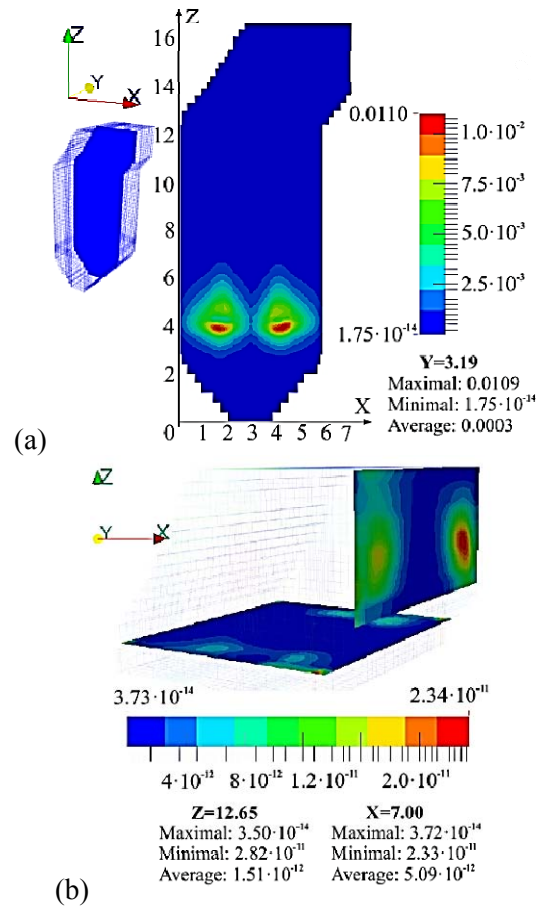 Z
16
14
12
10
8
6
4
2
0
1 2 3 4 5 6 7
X
Z
Y
X
0.0110
1.0·10⁻²
7.5·10⁻³
5.0·10⁻³
2.5·10⁻³
1.75·10⁻¹⁴
Y=3.19
Maximal: 0.0109
Minimal: 1.75·10⁻¹⁴
Average: 0.0003
(a)
Z
Y
X
3.73·10⁻¹⁴ 2.34·10⁻¹¹
4·10⁻¹² 8·10⁻¹² 1.2·10⁻¹¹ 2.0·10⁻¹¹
Z=12.65 X=7.00
Maximal: 3.50·10⁻¹⁴ Maximal: 3.72·10⁻¹⁴
Minimal: 2.82·10⁻¹¹ Minimal: 2.33·10⁻¹¹
Average: 1.51·10⁻¹² Average: 5.09·10⁻¹²
(b)